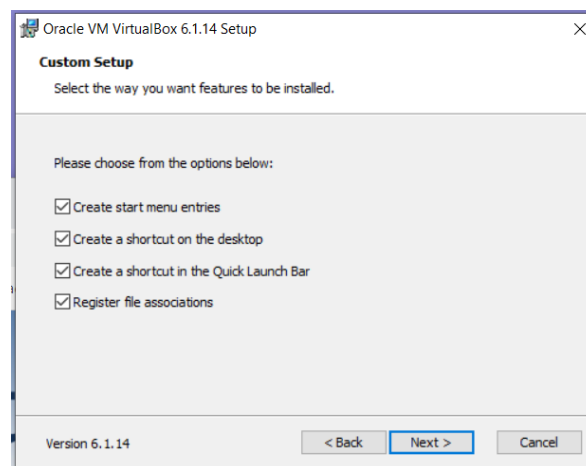 Oracle VM VirtualBox 6.1.14 Setup
Custom Setup
Select the way you want features to be installed.
Please choose from the options below:
Create start menu entries
Create a shortcut on the desktop
Create a shortcut in the Quick Launch Bar
Register file associations
Version 6.1.14
< Back Next > Cancel